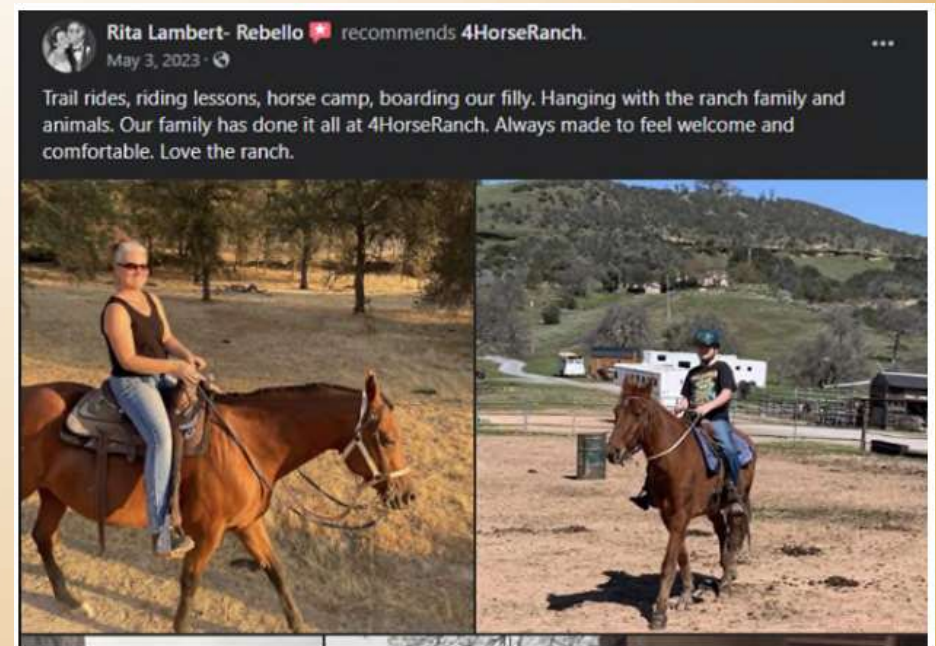 Rita Lambert- Rebello recommends 4HorseRanch.
May 3, 2023 ·
Trail rides, riding lessons, horse camp, boarding our filly. Hanging with the ranch family and
animals. Our family has done it all at 4HorseRanch. Always made to feel welcome and
comfortable. Love the ranch.